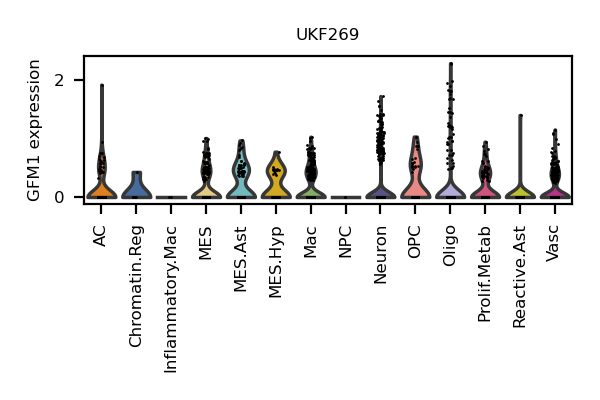 UKF269
GFM1 expression
2
0
AC
Chromatin.Reg
Inflammatory.Mac
MES
MES.Ast
MES.Hyp
Mac
NPC
Neuron
OPC
Oligo
Prolif.Metab
Reactive.Ast
Vasc